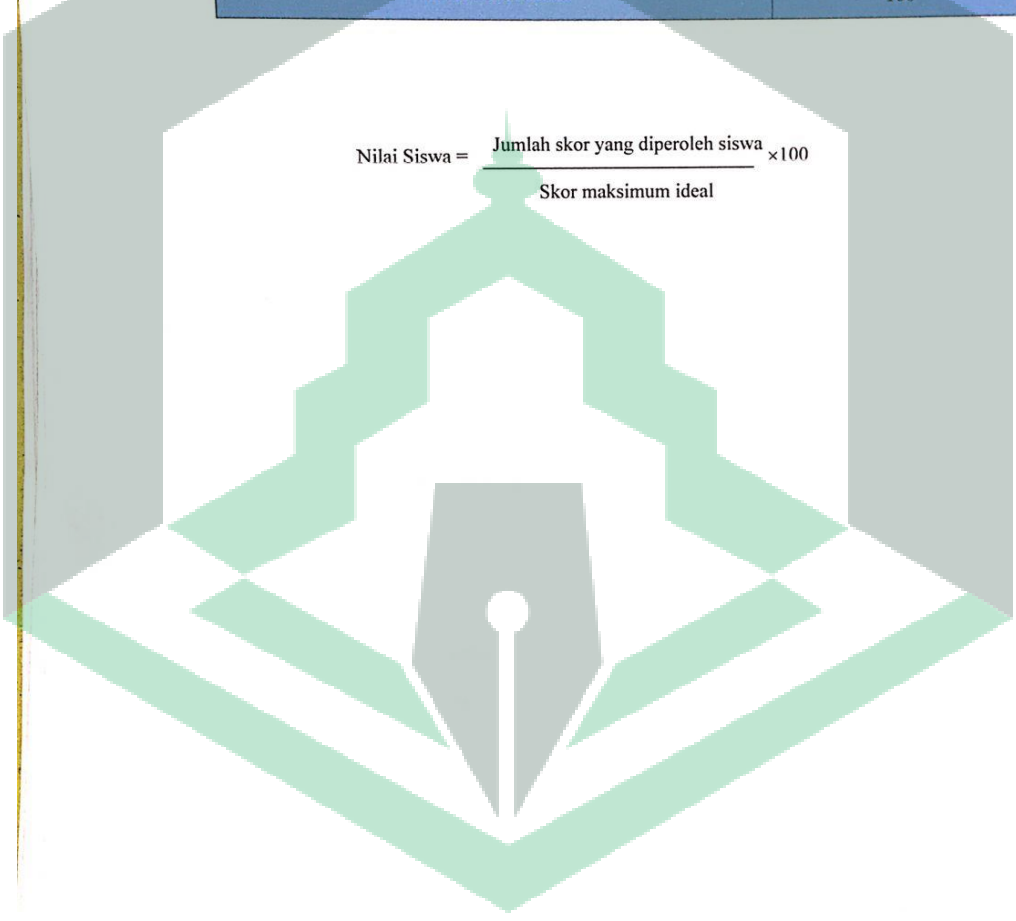 Nilai Siswa = Jumlah skor yang diperoleh siswa ×100
Skor maksimum ideal